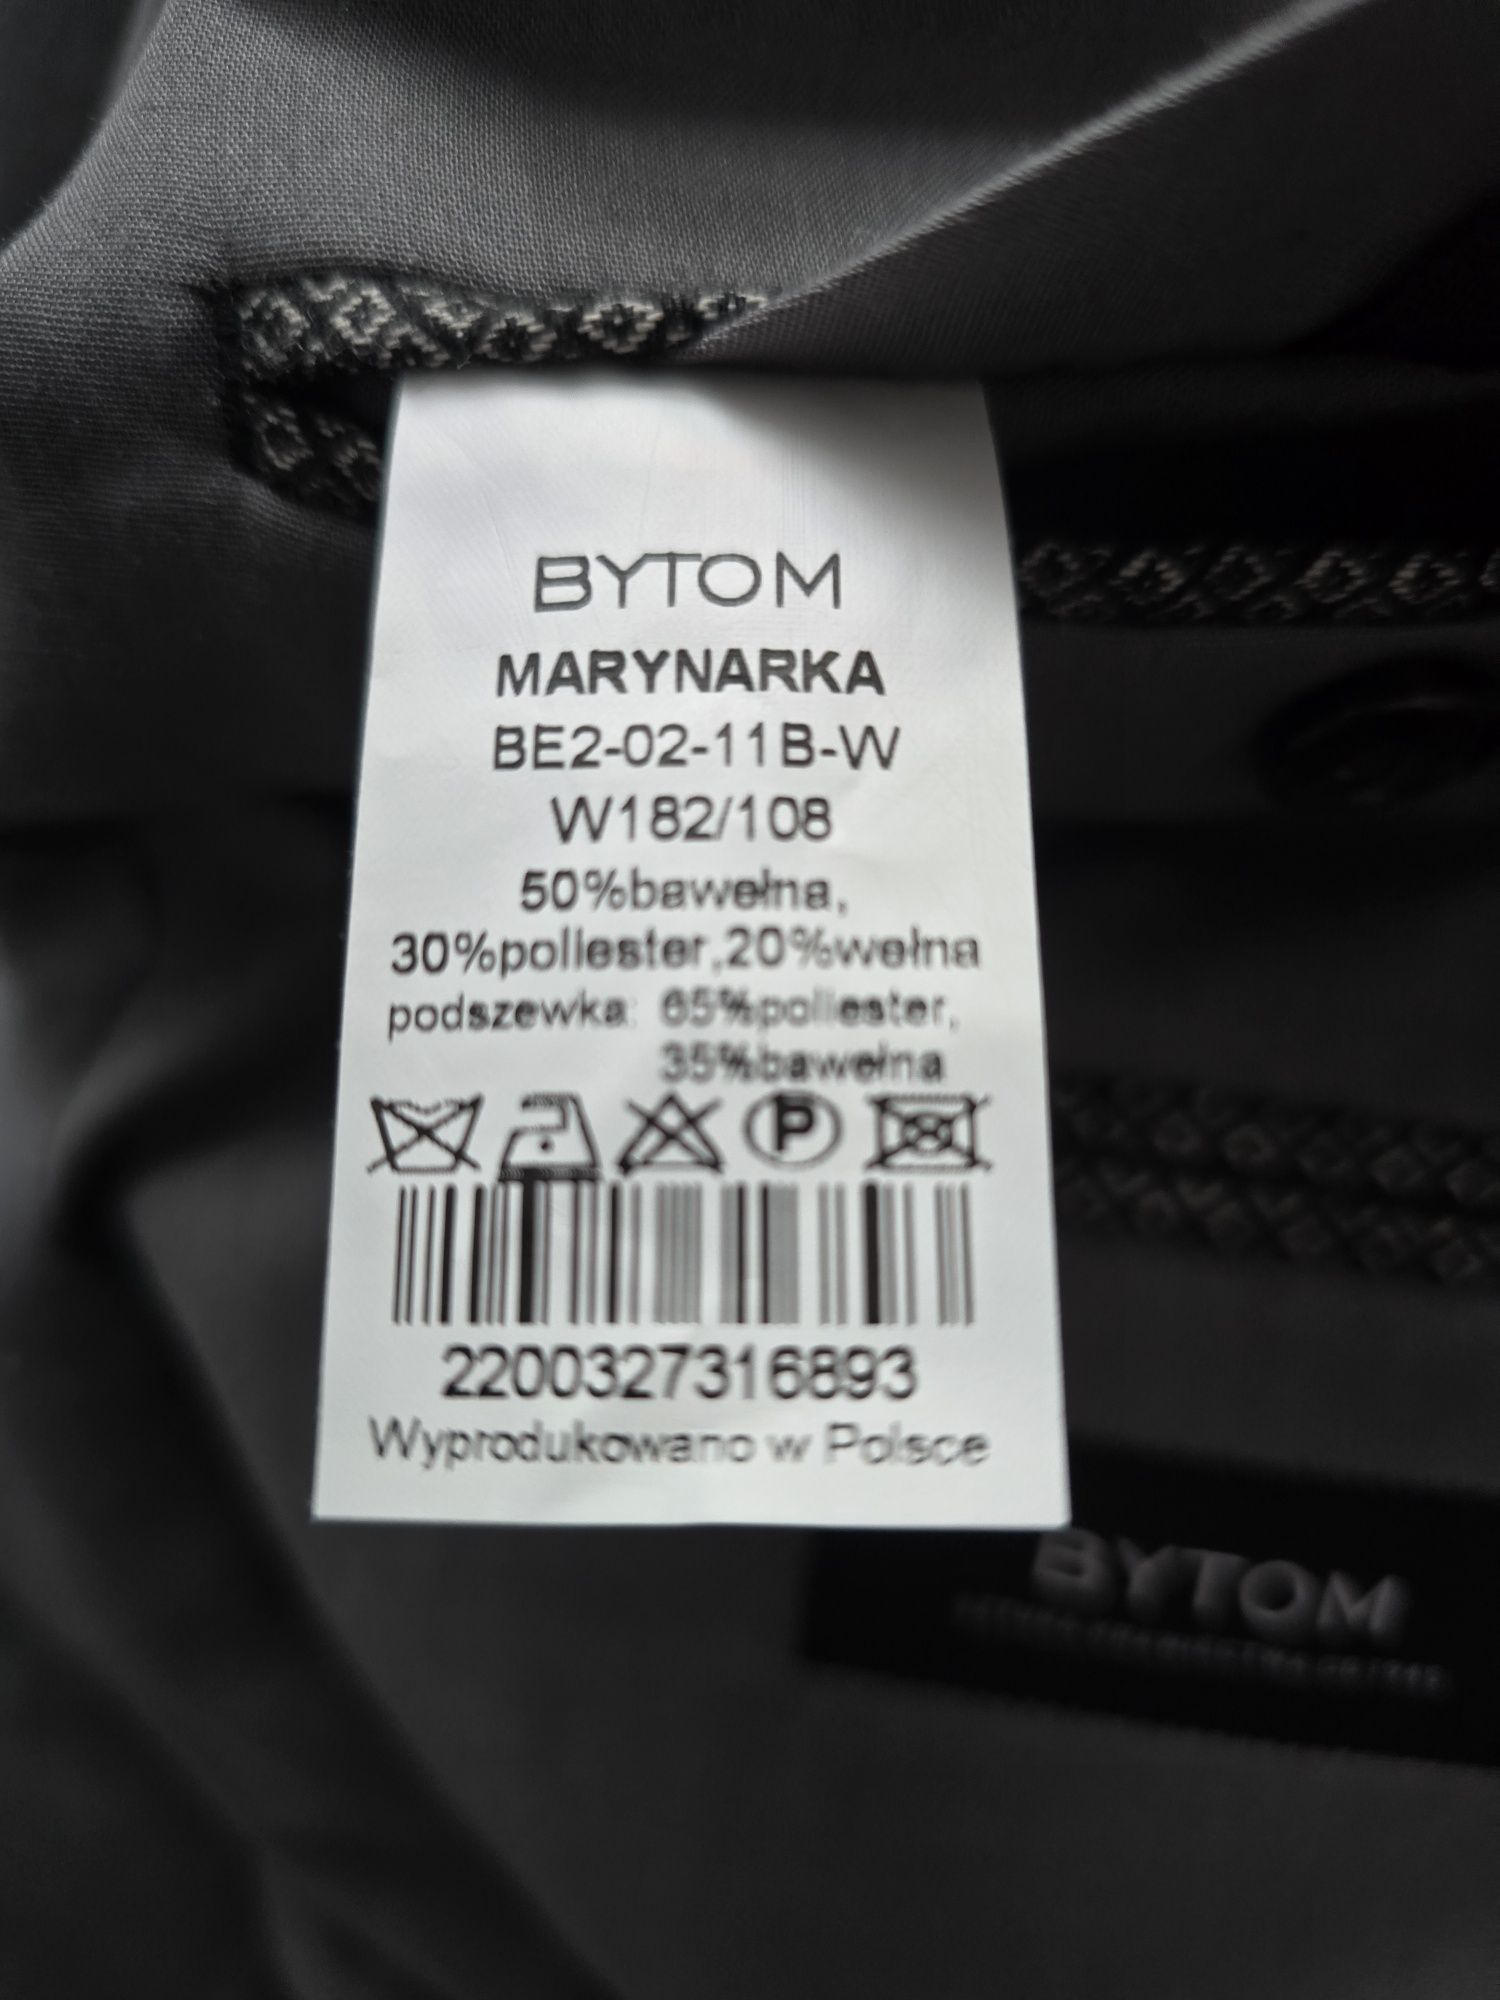 BYTOM
MARYNARKA
BE2-02-11B-W
W182/108
50%bawełna,
30%poliester,20%wełna
podszewka: 65%poliester,
35%bawełna
P
2200327316893
Wyprodukowano w Polsce
BYTOM